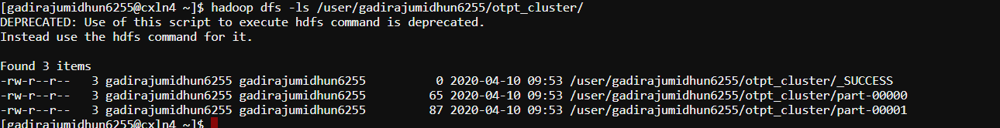 [gadirajumidhun6255@cxln4 ~]$ hadoop dfs -ls /user/gadirajumidhun6255/otpt_cluster/
DEPRECATED: Use of this script to execute hdfs command is deprecated.
Instead use the hdfs command for it.
Found 3 items
-rw-r--r--   3 gadirajumidhun6255 gadirajumidhun6255          0 2020-04-10 09:53 /user/gadirajumidhun6255/otpt_cluster/_SUCCESS
-rw-r--r--   3 gadirajumidhun6255 gadirajumidhun6255         65 2020-04-10 09:53 /user/gadirajumidhun6255/otpt_cluster/part-00000
-rw-r--r--   3 gadirajumidhun6255 gadirajumidhun6255         87 2020-04-10 09:53 /user/gadirajumidhun6255/otpt_cluster/part-00001
[gadirajumidhun6255@cxln4 ~]$